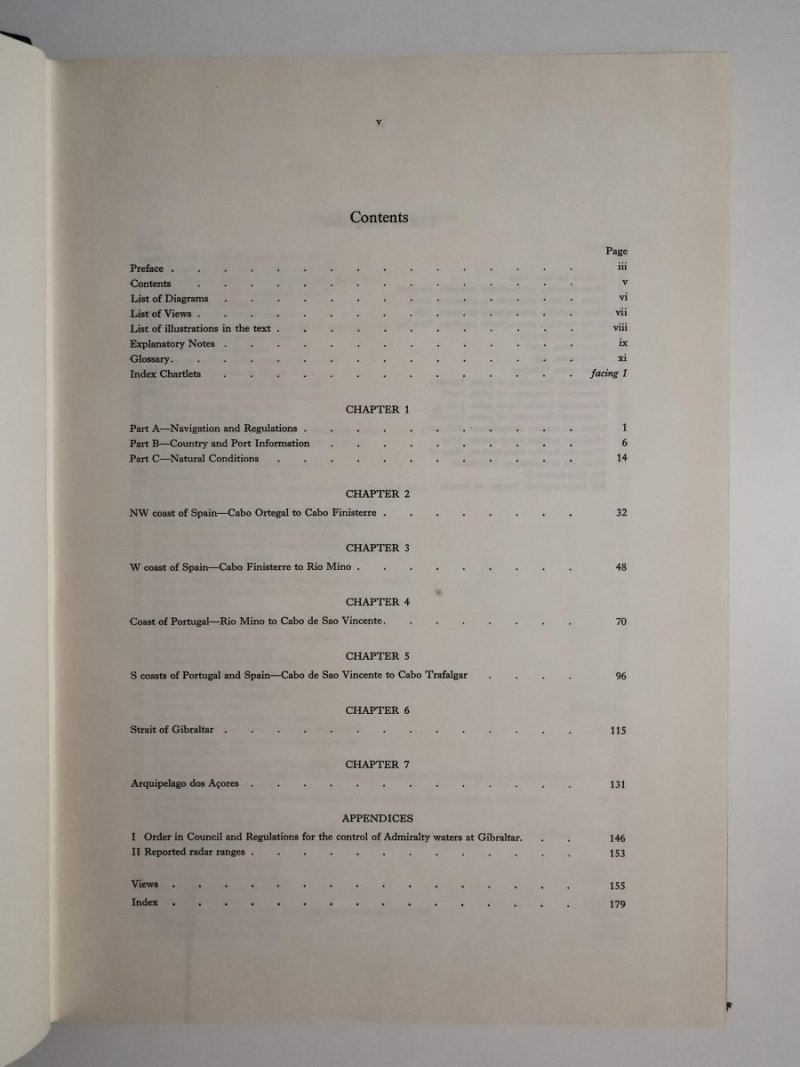 v
Contents
Page
Preface . . . . . . . . . . . . . . . . iii
Contents . . . . . . . . . . . . . . . v
List of Diagrams . . . . . . . . . . . . . . vi
List of Views . . . . . . . . . . . . . . . vii
List of illustrations in the text . . . . . . . . . . . . viii
Explanatory Notes . . . . . . . . . . . . . . ix
Glossary. . . . . . . . . . . . . . . . xi
Index Chartlets . . . . . . . . . . . . . . facing 1
CHAPTER 1
Part A—Navigation and Regulations . . . . . . . . . . . 1
Part B—Country and Port Information . . . . . . . . . . 6
Part C—Natural Conditions . . . . . . . . . . . . 14
CHAPTER 2
NW coast of Spain—Cabo Ortegal to Cabo Finisterre . . . . . . . . 32
CHAPTER 3
W coast of Spain—Cabo Finisterre to Rio Mino . . . . . . . . . 48
CHAPTER 4
Coast of Portugal—Rio Mino to Cabo de Sao Vincente. . . . . . . . 70
CHAPTER 5
S coasts of Portugal and Spain—Cabo de Sao Vincente to Cabo Trafalgar . . . . 96
CHAPTER 6
Strait of Gibraltar . . . . . . . . . . . . . . 115
CHAPTER 7
Arquipelago dos Açores . . . . . . . . . . . . . 131
APPENDICES
I Order in Council and Regulations for the control of Admiralty waters at Gibraltar. . . 146
II Reported radar ranges . . . . . . . . . . . . . 153
Views . . . . . . . . . . . . . . . . 155
Index . . . . . . . . . . . . . . . . 179